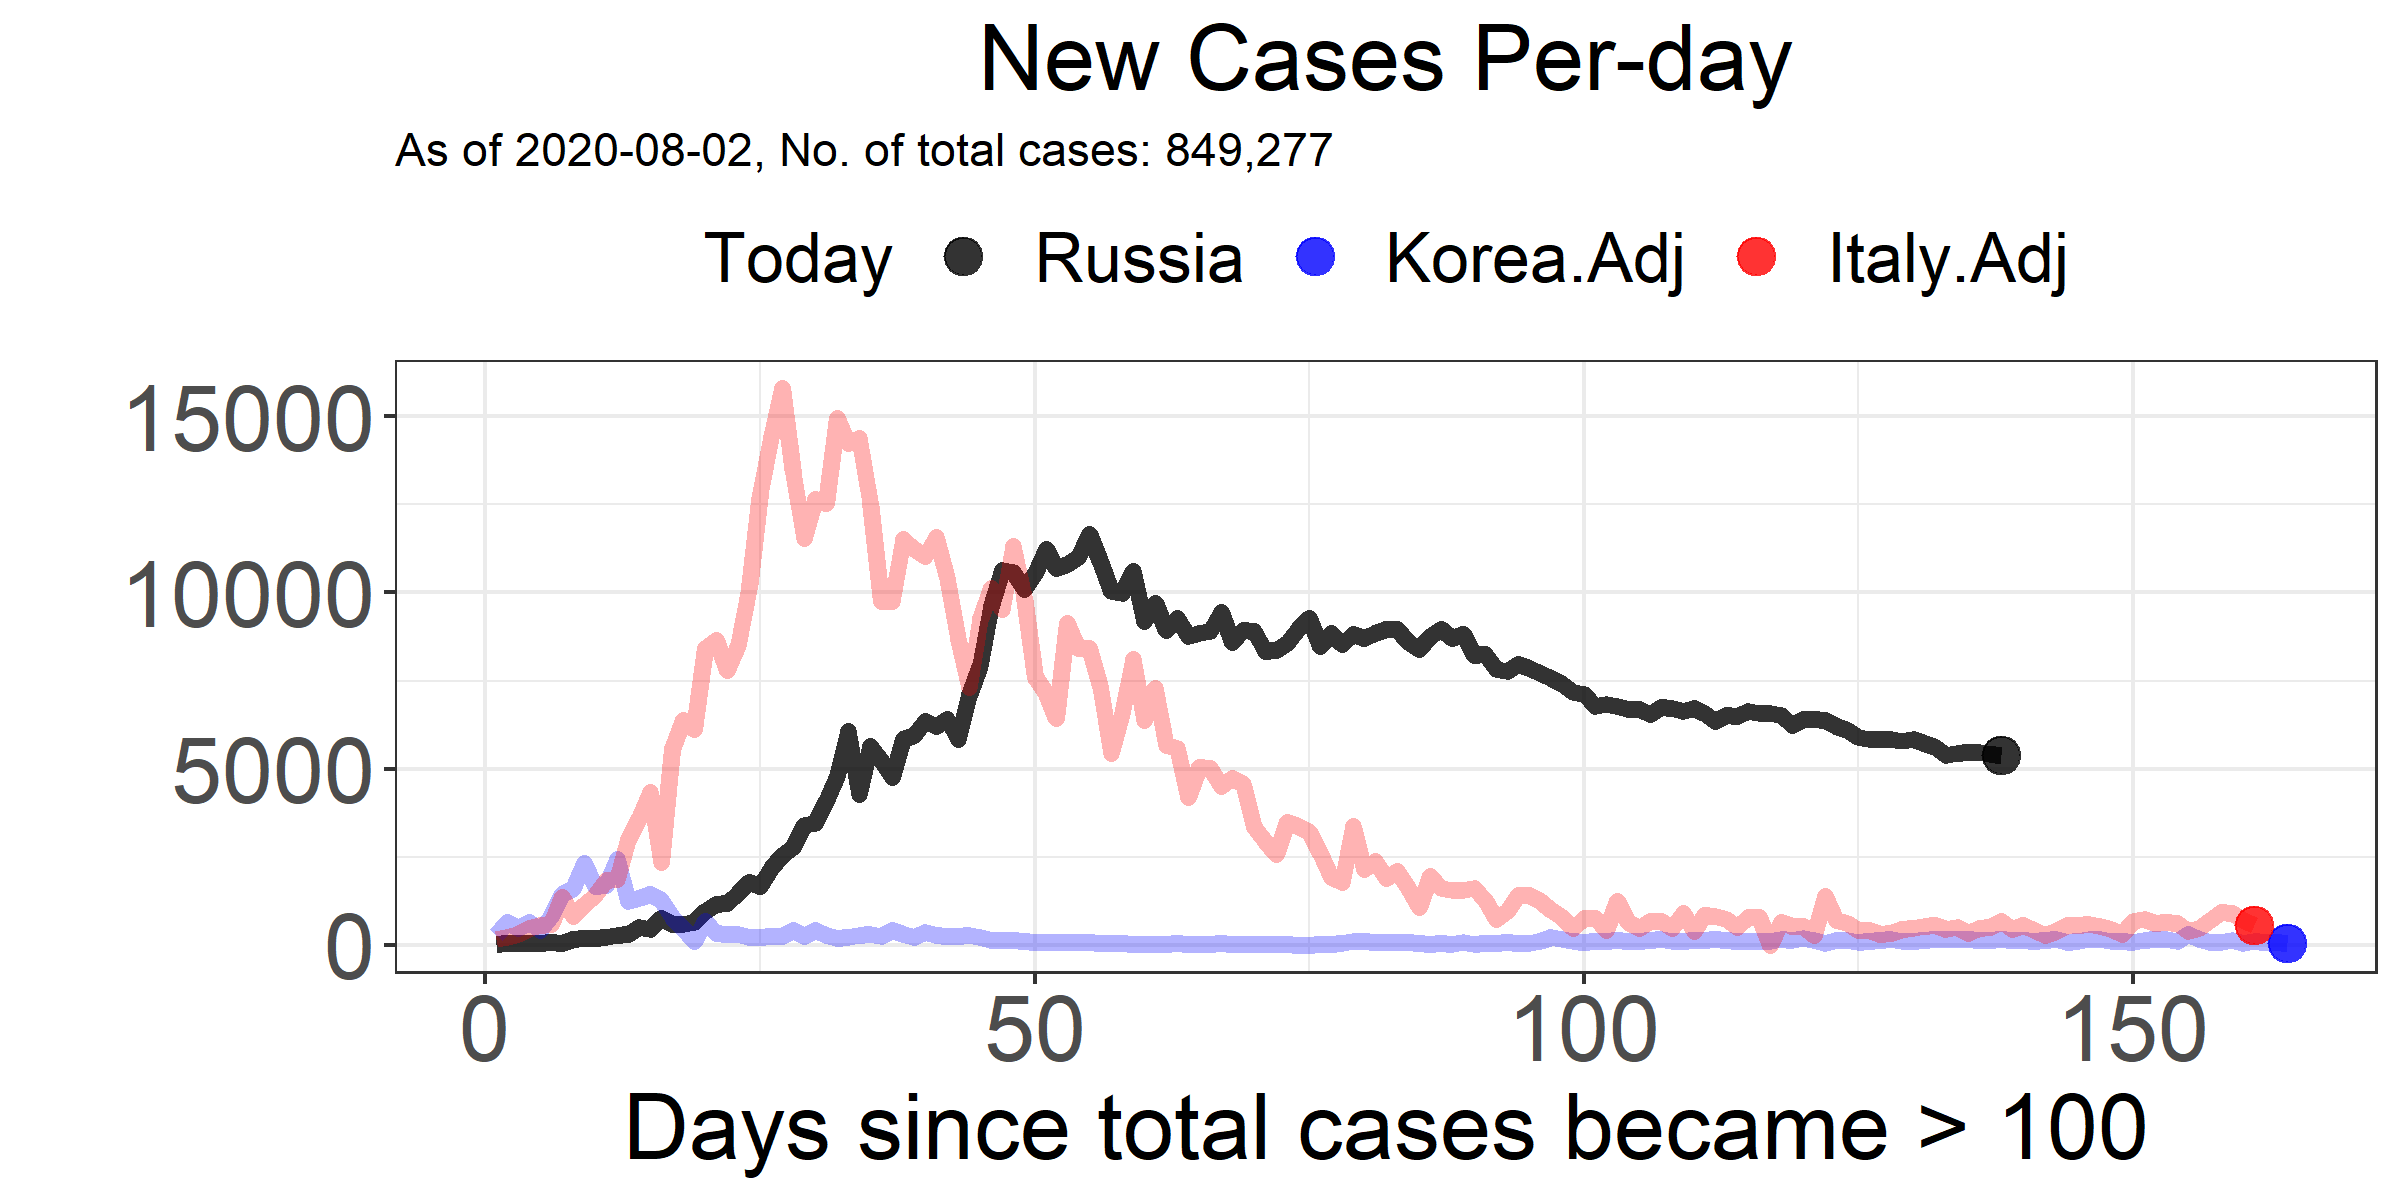 New Cases Per-day
As of 2020-08-02, No. of total cases: 849,277
Today Russia Korea.Adj Italy.Adj
15000
10000
5000
0
0 50 100 150
Days since total cases became > 100